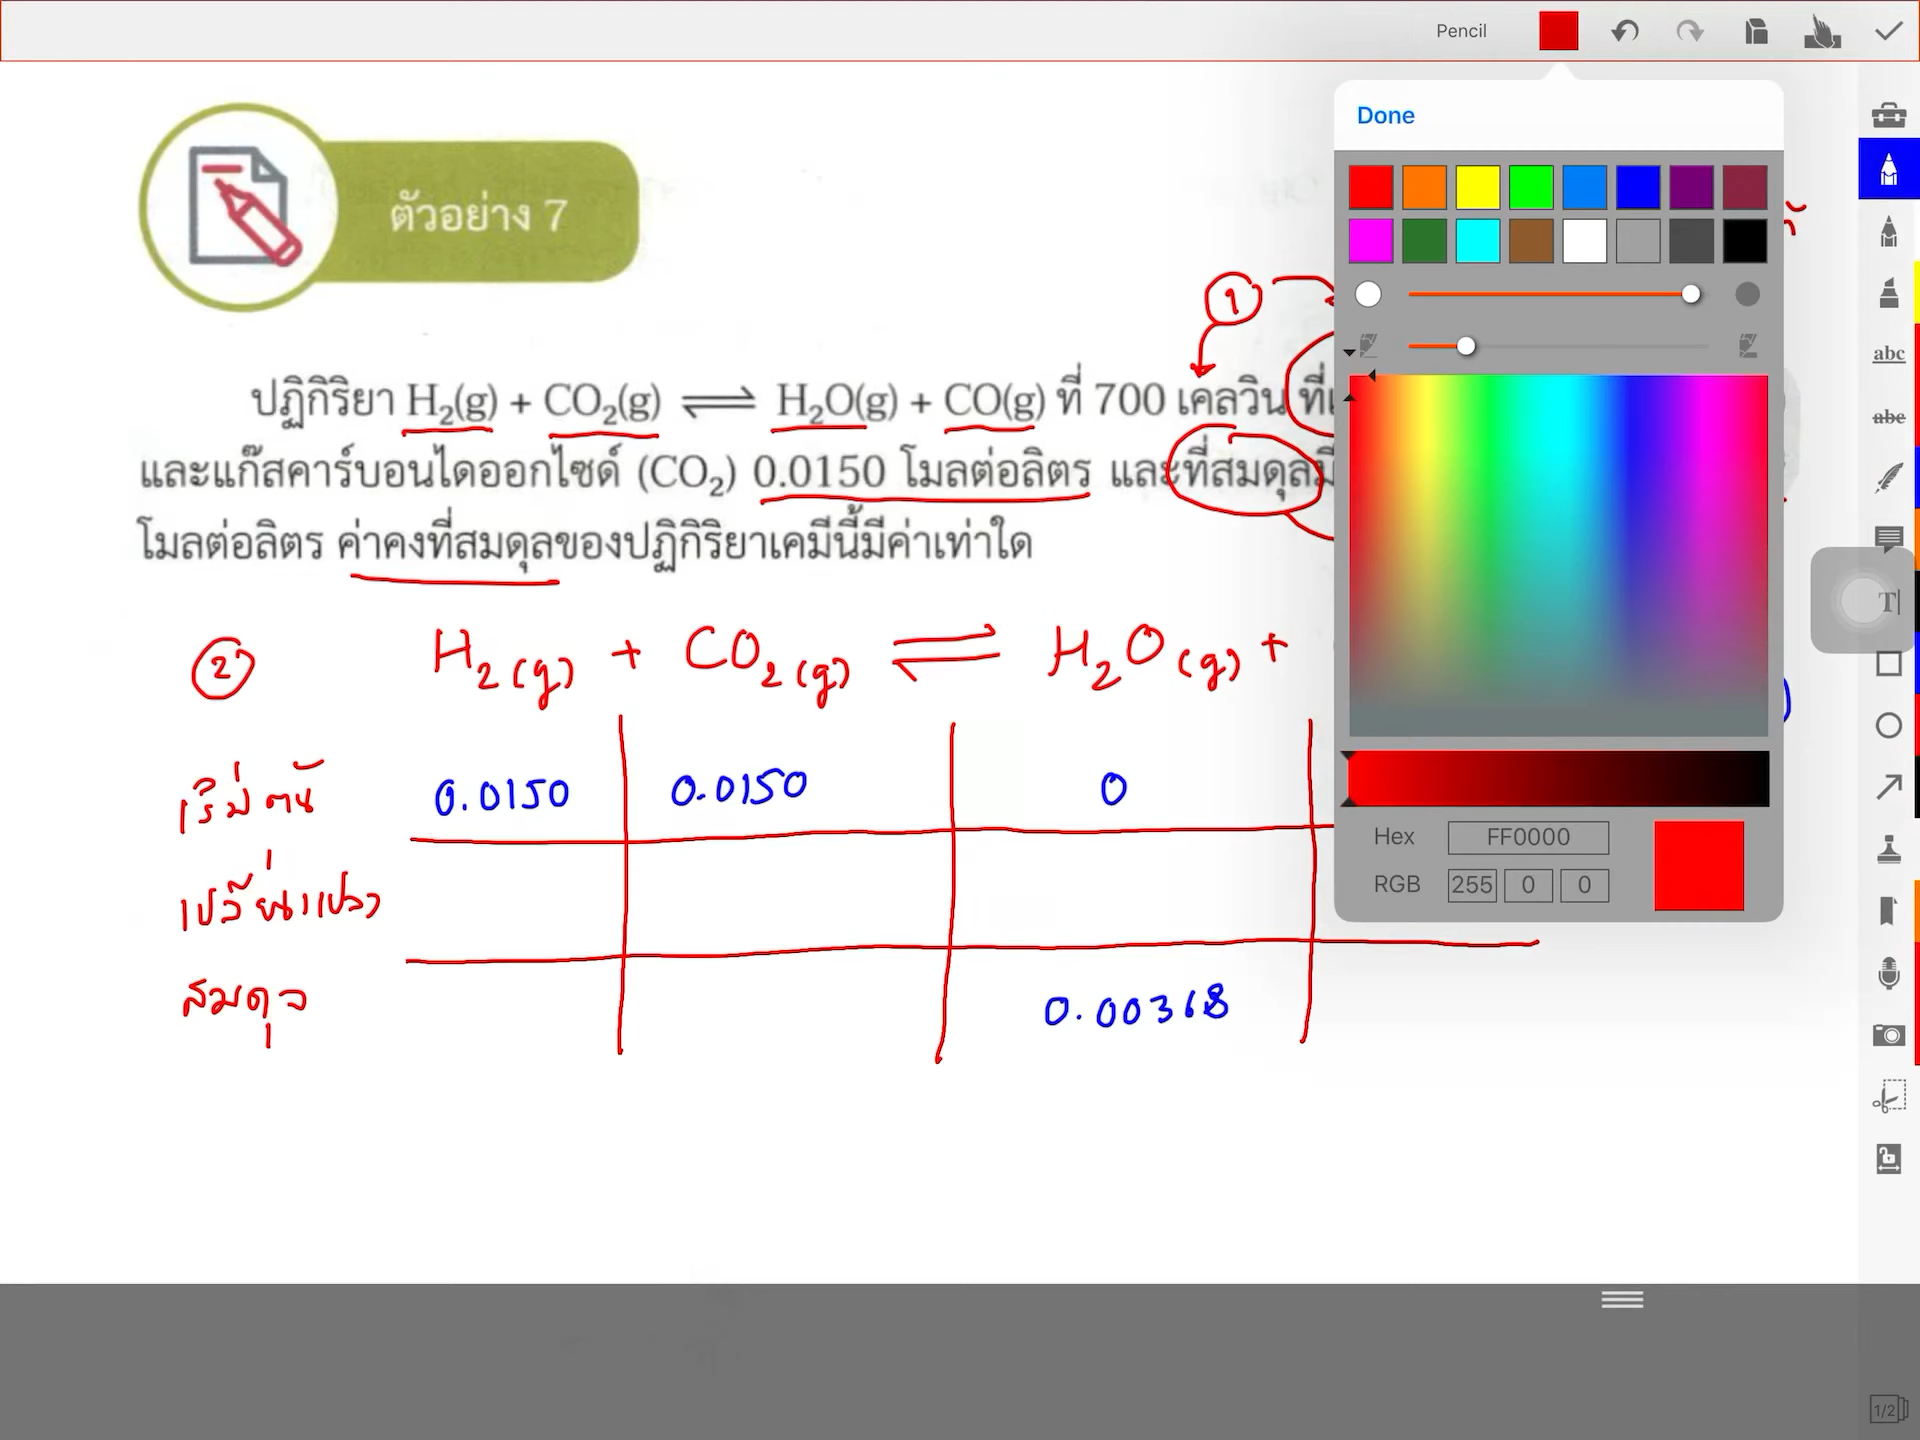 Pencil
Done
ตัวอย่าง 7
1
ปฏิกิริยา H₂(g) + CO₂(g) ⇌ H₂O(g) + CO(g) ที่ 700 เคลวิน
และแก๊สคาร์บอนไดออกไซด์ (CO₂) 0.0150 โมลต่อลิตร และที่สมดุลมี
โมลต่อลิตร ค่าคงที่สมดุลของปฏิกิริยาเคมีนี้มีค่าเท่าใด
2 H₂(g) + CO₂(g) ⇌ H₂O(g) +
เริ่มต้น 0.0150 0.0150 0
เปลี่ยนแปลง
สมดุล 0.00368
Hex FF0000
RGB 255 0 0
abc
abc
T
1/2